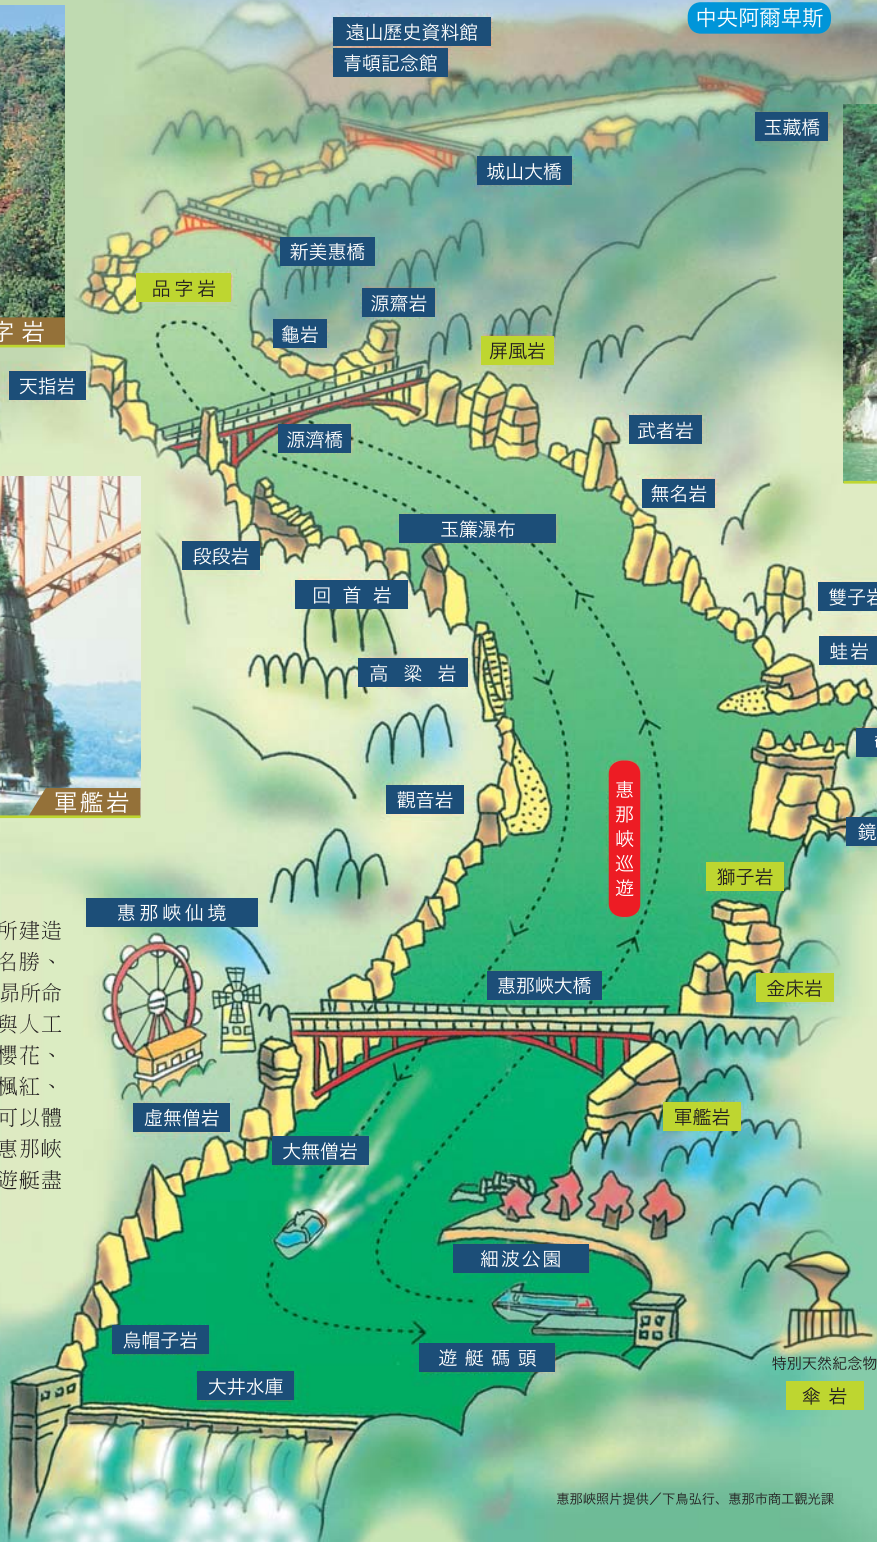 中央阿爾卑斯
遠山歷史資料館
青頓記念館
玉藏橋
城山大橋
新美惠橋
品字岩
源齋岩
龜岩
字岩
屏風岩
天指岩
源濟橋
武者岩
無名岩
玉簾瀑布
段段岩
回首岩
雙子岩
蛙岩
高粱岩
惠那峽巡遊
觀音岩
軍艦岩
鏡
獅子岩
惠那峽仙境
所建造
名勝、
昴所命
與人工
櫻花、
楓紅、
可以體
惠那峽
遊艇盡
惠那峽大橋
金床岩
虛無僧岩
軍艦岩
大無僧岩
細波公園
烏帽子岩
遊艇碼頭
特別天然紀念物
大井水庫
傘岩
惠那峽照片提供／下鳥弘行、惠那市商工觀光課